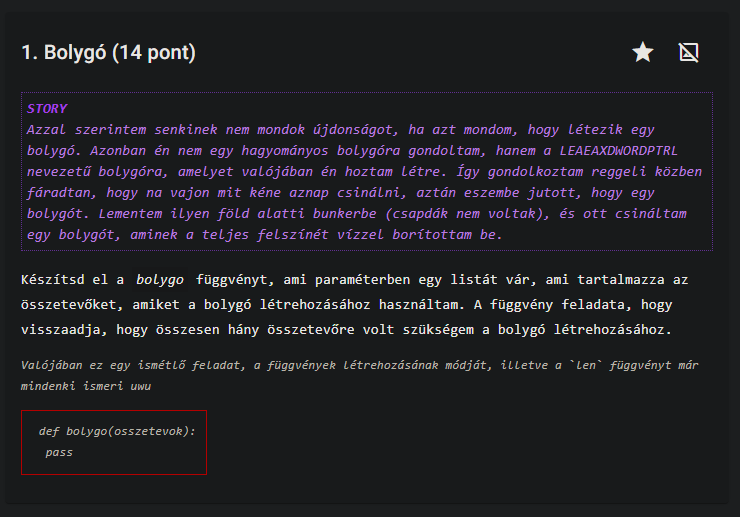 1. Bolygó (14 pont)
STORY
Azzal szerintem senkinek nem mondok újdonságot, ha azt mondom, hogy létezik egy
bolygó. Azonban én nem egy hagyományos bolygóra gondoltam, hanem a LEAEAXDWORDPTRL
nevezetű bolygóra, amelyet valójában én hoztam létre. Így gondolkoztam reggeli közben
fáradtan, hogy na vajon mit kéne aznap csinálni, aztán eszembe jutott, hogy egy
bolygót. Lementem ilyen föld alatti bunkerbe (csapdák nem voltak), és ott csináltam
egy bolygót, aminek a teljes felszínét vízzel borítottam be.
Készítsd el a bolygo függvényt, ami paraméterben egy listát vár, ami tartalmazza az
összetevőket, amiket a bolygó létrehozásához használtam. A függvény feladata, hogy
visszaadja, hogy összesen hány összetevőre volt szükségem a bolygó létrehozásához.
Valójában ez egy ismétlő feladat, a függvények létrehozásának módját, illetve a `len` függvényt már
mindenki ismeri uwu
def bolygo(osszetevok):
pass